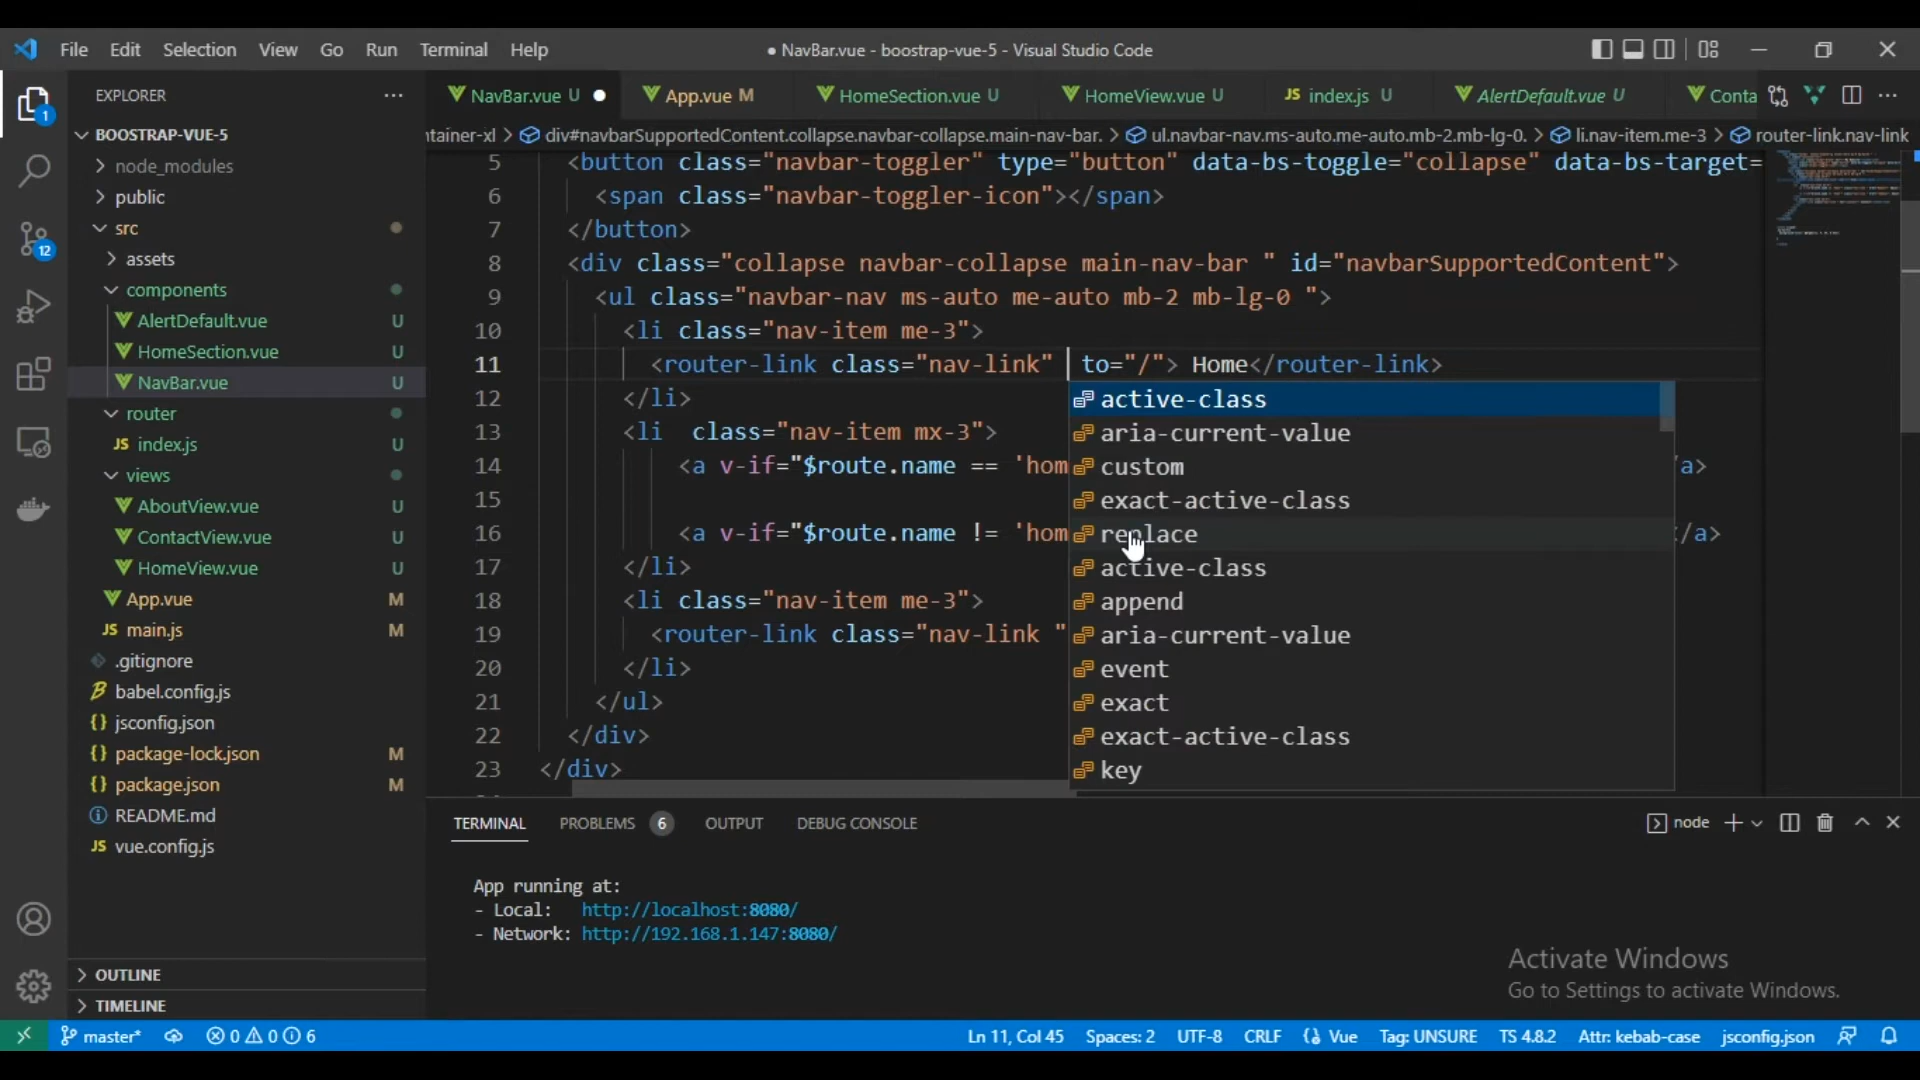 File Edit Selection View Go Run Terminal Help
● NavBar.vue - boostrap-vue-5 - Visual Studio Code
EXPLORER
NavBar.vue U
App.vue M
HomeSection.vue U
HomeView.vue U
JS index.js U
AlertDefault.vue U
Conta
ntainer-xl > div#navbarSupportedContent.collapse.navbar-collapse.main-nav-bar. > ul.navbar-nav.ms-auto.me-auto.mb-2.mb-lg-0. > li.nav-item.me-3 > router-link.nav-link
1
BOOSTRAP-VUE-5
node_modules
public
src
assets
components
AlertDefault.vue U
HomeSection.vue U
NavBar.vue U
router
JS index.js U
views
AboutView.vue U
ContactView.vue U
HomeView.vue U
App.vue M
JS main.js M
.gitignore
babel.config.js
{} jsconfig.json
{} package-lock.json M
{} package.json M
README.md
JS vue.config.js
OUTLINE
TIMELINE
12
5 <button class="navbar-toggler" type="button" data-bs-toggle="collapse" data-bs-target=
6 <span class="navbar-toggler-icon"></span>
7 </button>
8 <div class="collapse navbar-collapse main-nav-bar " id="navbarSupportedContent">
9 <ul class="navbar-nav ms-auto me-auto mb-2 mb-lg-0 ">
10 <li class="nav-item me-3">
11 <router-link class="nav-link"  to="/"> Home</router-link>
12 </li>
13 <li  class="nav-item mx-3">
14 <a v-if="$route.name == 'hom /a>
15
16 <a v-if="$route.name != 'hom </a>
17 </li>
18 <li class="nav-item me-3">
19 <router-link class="nav-link "
20 </li>
21 </ul>
22 </div>
23 </div>
active-class
aria-current-value
custom
exact-active-class
replace
active-class
append
aria-current-value
event
exact
exact-active-class
key
TERMINAL PROBLEMS 6 OUTPUT DEBUG CONSOLE
node
App running at:
- Local:   http://localhost:8080/
- Network: http://192.168.1.147:8080/
Activate Windows
Go to Settings to activate Windows.
master* 0 0 6
Ln 11, Col 45 Spaces: 2 UTF-8 CRLF Vue Tag: UNSURE TS 4.8.2 Attr: kebab-case jsconfig.json